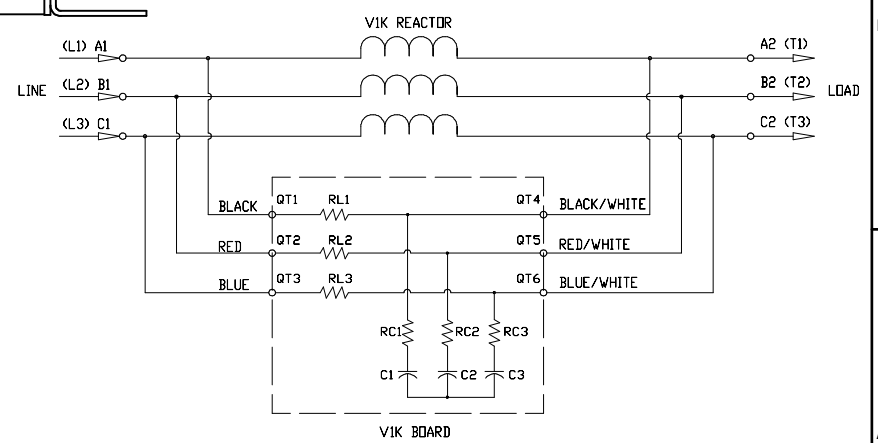 V1K REACTOR
(L1) A1
A2 (T1)
LINE
(L2) B1
B2 (T2)
LOAD
(L3) C1
C2 (T3)
QT1
RL1
QT4
BLACK
BLACK/WHITE
QT2
RL2
QT5
RED
RED/WHITE
QT3
RL3
QT6
BLUE
BLUE/WHITE
RC1
RC2
RC3
C1
C2
C3
V1K BOARD